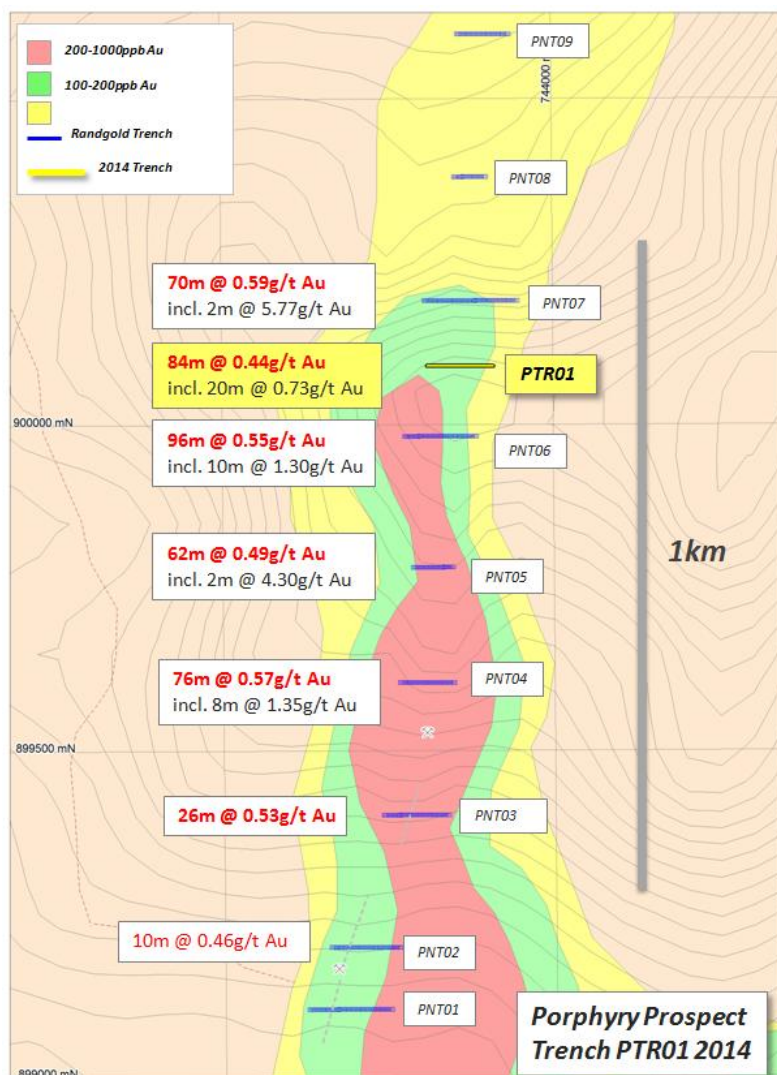 200-1000ppb Au
100-200ppb Au
Randgold Trench
2014 Trench
PNT09
744000 m
PNT08
70m @ 0.59g/t Au
incl. 2m @ 5.77g/t Au
PNT07
84m @ 0.44g/t Au
incl. 20m @ 0.73g/t Au
PTR01
900000 mN
96m @ 0.55g/t Au
incl. 10m @ 1.30g/t Au
PNT06
62m @ 0.49g/t Au
incl. 2m @ 4.30g/t Au
PNT05
1km
76m @ 0.57g/t Au
incl. 8m @ 1.35g/t Au
PNT04
899500 mN
26m @ 0.53g/t Au
PNT03
10m @ 0.46g/t Au
PNT02
PNT01
Porphyry Prospect
Trench PTR01 2014
899000 mN